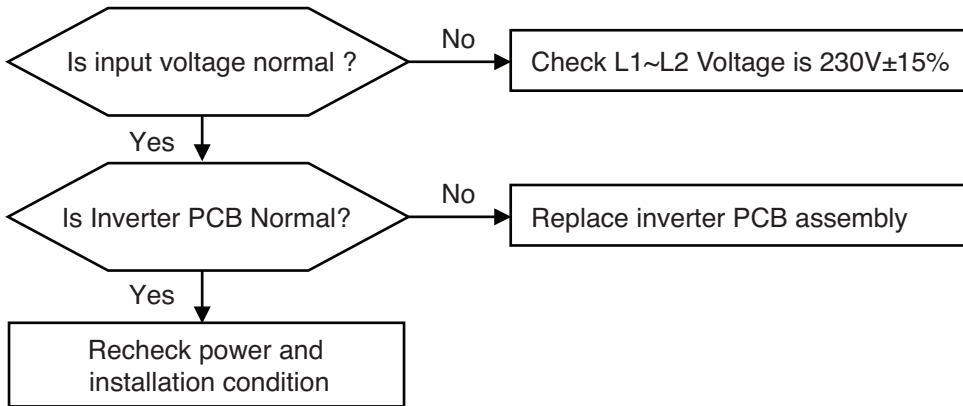 Is input voltage normal ?
No
Check L1~L2 Voltage is 230V±15%
Yes
Is Inverter PCB Normal?
No
Replace inverter PCB assembly
Yes
Recheck power and
installation condition